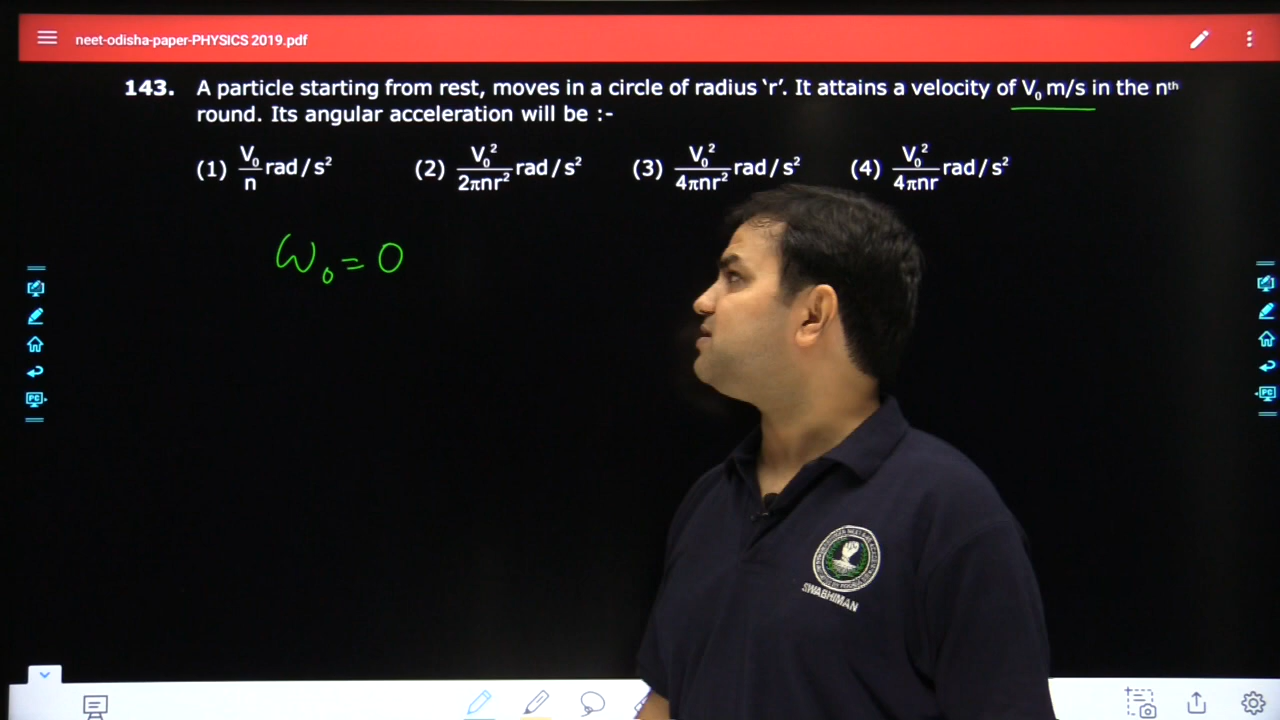 neet-odisha-paper-PHYSICS 2019.pdf
143. A particle starting from rest, moves in a circle of radius ‘r’. It attains a velocity of V₀ m/s in the nᵗʰ
round. Its angular acceleration will be :-
(1) V₀/n rad / s² (2) V₀²/2πnr² rad / s² (3) V₀²/4πnr² rad / s² (4) V₀²/4πnr rad / s²
ω₀ = 0
PC
PC
SWABHIMAN